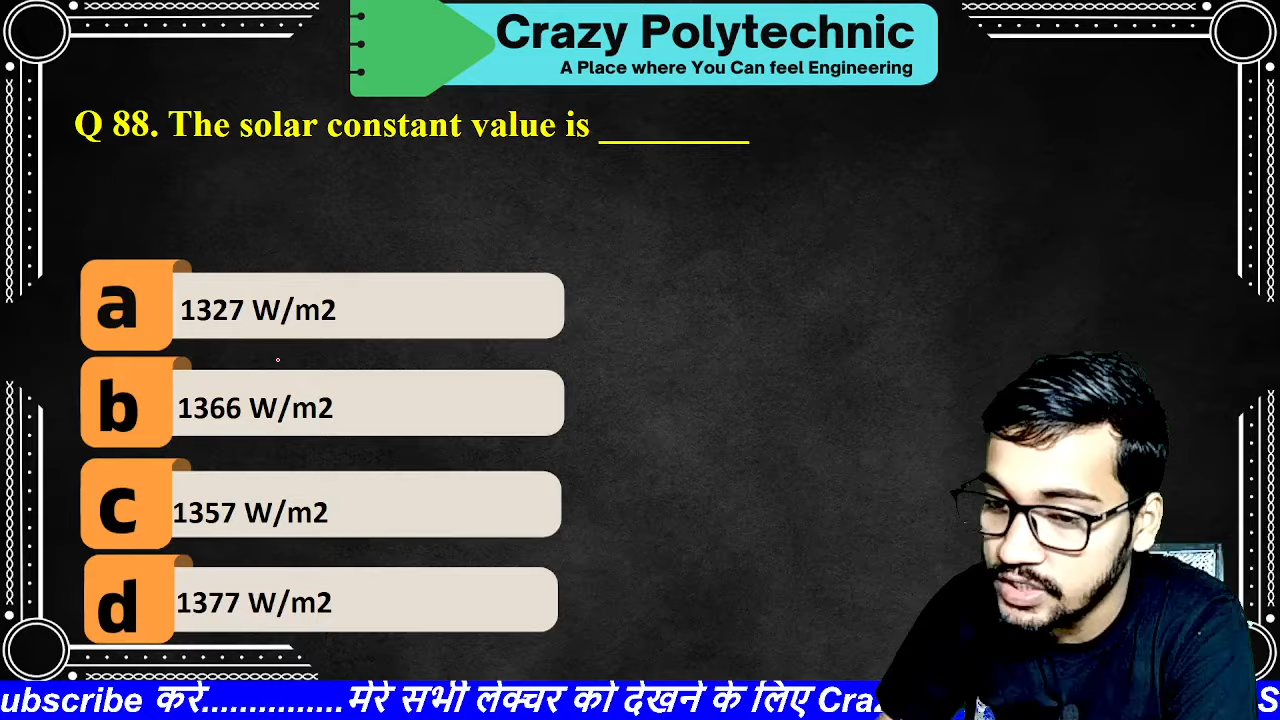 Crazy Polytechnic
A Place where You Can feel Engineering
Q 88. The solar constant value is ________
a 1327 W/m2
b 1366 W/m2
c 1357 W/m2
d 1377 W/m2
ubscribe करे...............मेरे सभी लेक्चर को देखने के लिए Cra
S